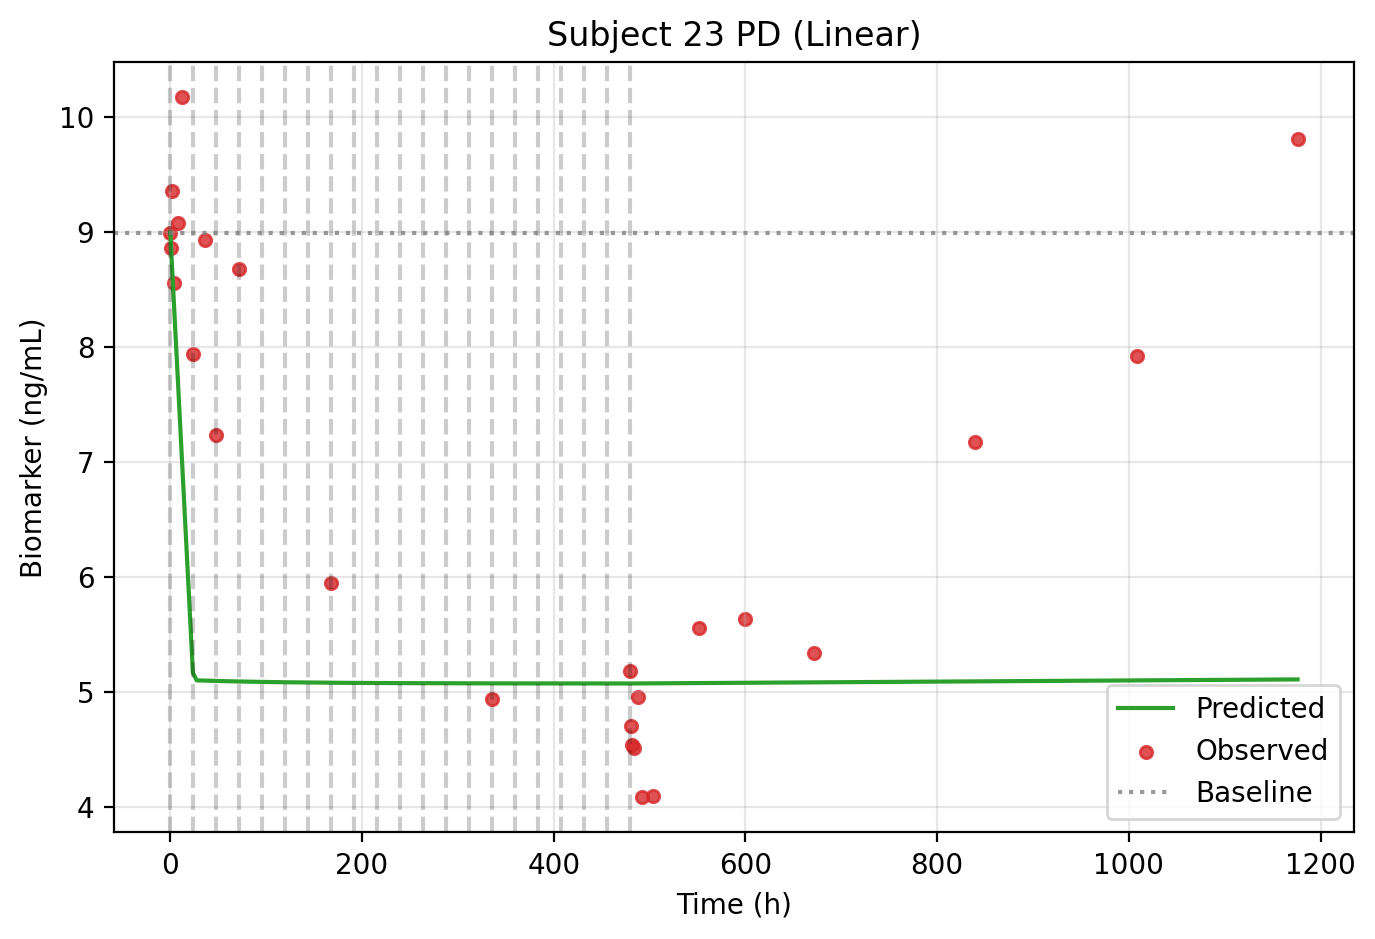 Subject 23 PD (Linear)
Biomarker (ng/mL)
10
9
8
7
6
5
4
Predicted
Observed
Baseline
0
200
400
600
800
1000
1200
Time (h)